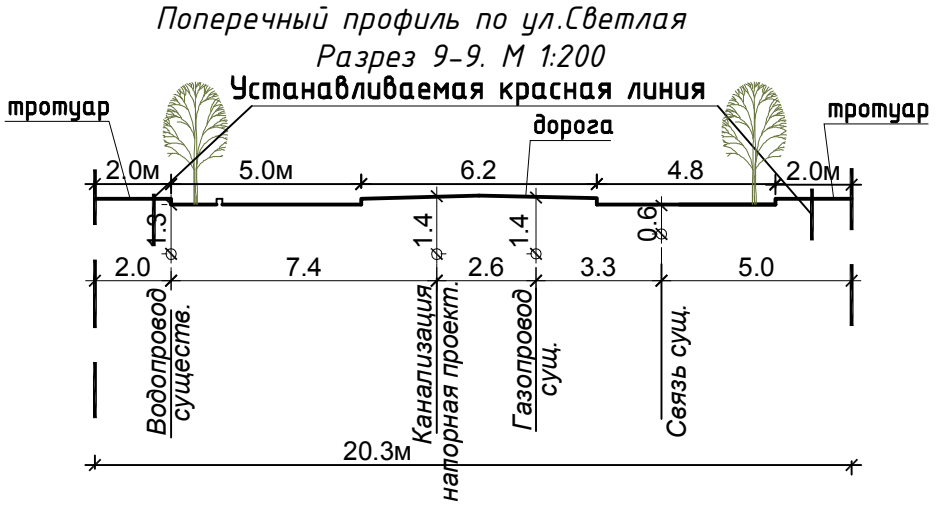 Поперечный профиль по ул.Светлая
Разрез 9-9. М 1:200
Устанавливаемая красная линия
тротуар
тротуар
дорога
2.0м
5.0м
6.2
4.8
2.0м
1.3
1.4
1.4
0.6
2.0
7.4
2.6
3.3
5.0
Водопровод
существ.
Канализация
напорная проект.
Газопровод
сущ.
Связь сущ.
20.3м